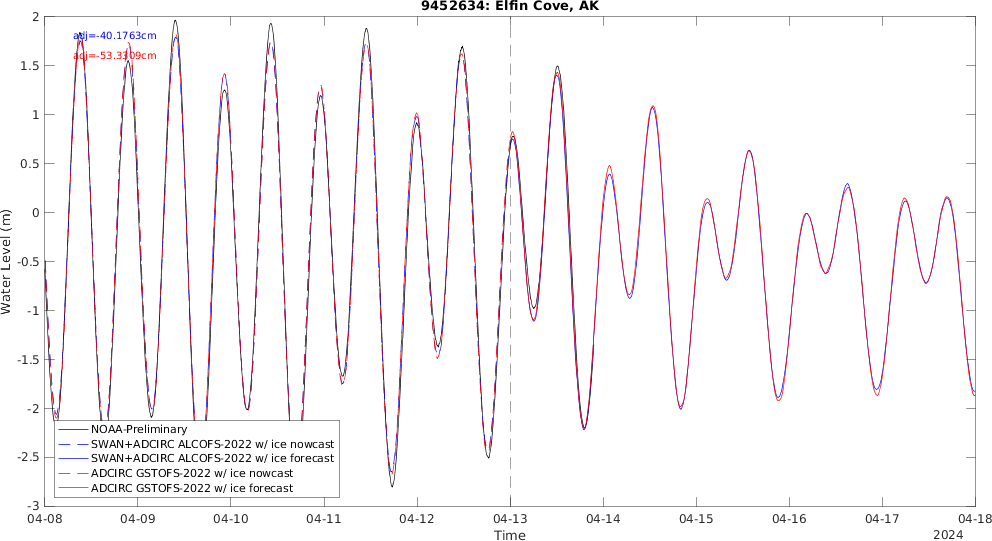 9452634: Elfin Cove, AK
adj=-40.1763cm
adj=-53.3309cm
Water Level (m)
2
1.5
1
0.5
0
-0.5
-1
-1.5
-2
-2.5
-3
NOAA-Preliminary
SWAN+ADCIRC ALCOFS-2022 w/ ice nowcast
SWAN+ADCIRC ALCOFS-2022 w/ ice forecast
ADCIRC GSTOFS-2022 w/ ice nowcast
ADCIRC GSTOFS-2022 w/ ice forecast
04-08 04-09 04-10 04-11 04-12 04-13 04-14 04-15 04-16 04-17 04-18
Time
2024